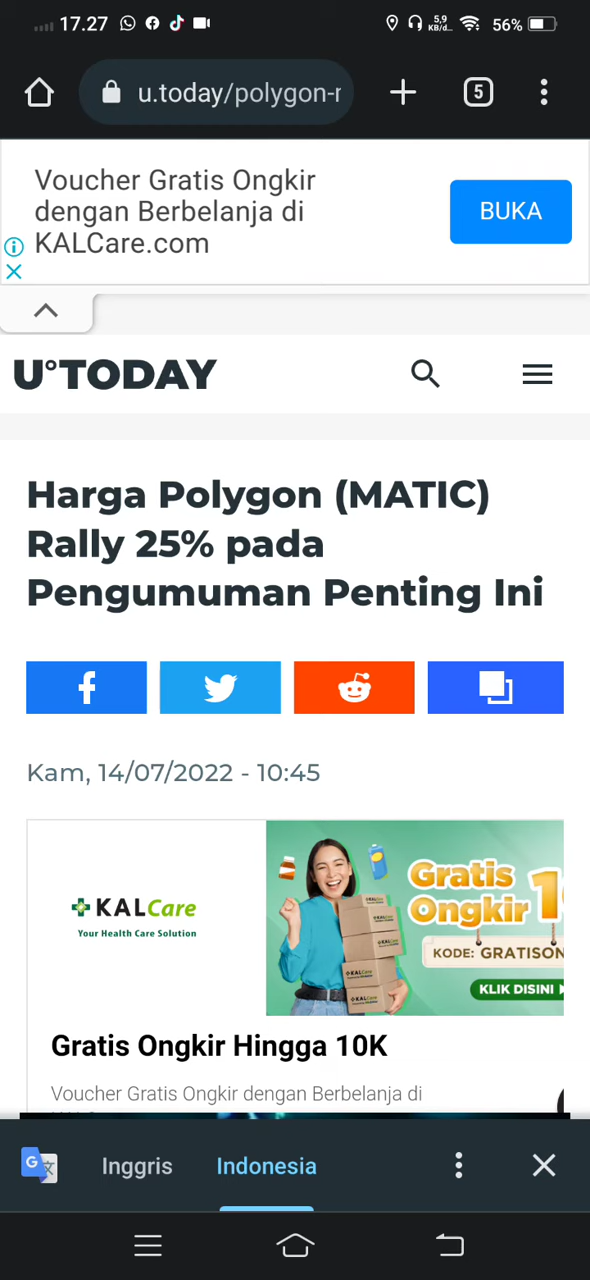 17.27
5,9
KB/d...
56%
u.today/polygon-r
5
Voucher Gratis Ongkir
dengan Berbelanja di
KALCare.com
BUKA
U°TODAY
Harga Polygon (MATIC)
Rally 25% pada
Pengumuman Penting Ini
Kam, 14/07/2022 - 10:45
KALCare
Your Health Care Solution
Gratis
Ongkir 1
KODE: GRATISON
KLIK DISINI
Gratis Ongkir Hingga 10K
Voucher Gratis Ongkir dengan Berbelanja di
Inggris
Indonesia